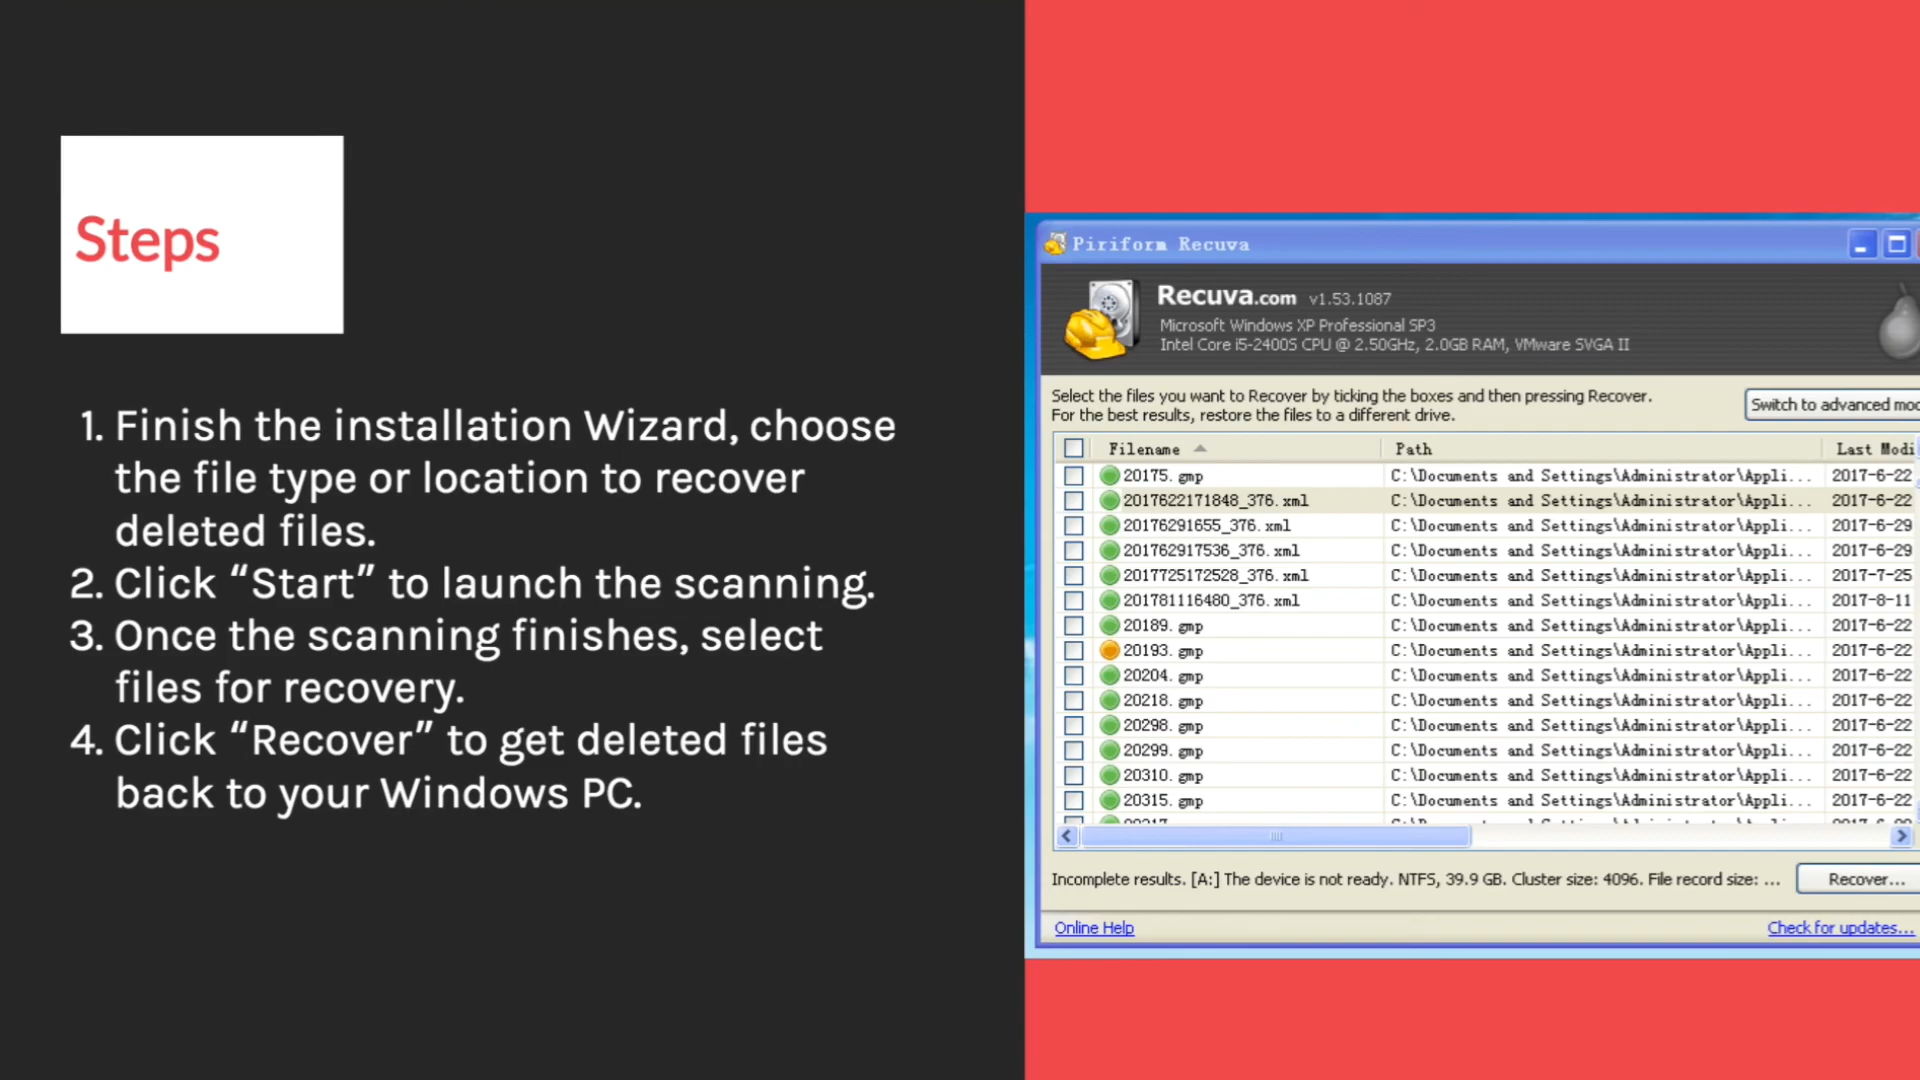 Steps
1. Finish the installation Wizard, choose
the file type or location to recover
deleted files.
2. Click “Start” to launch the scanning.
3. Once the scanning finishes, select
files for recovery.
4. Click “Recover” to get deleted files
back to your Windows PC.
Piriform Recuva
Recuva.com v1.53.1087
Microsoft Windows XP Professional SP3
Intel Core i5-2400S CPU @ 2.50GHz, 2.0GB RAM, VMware SVGA II
Select the files you want to Recover by ticking the boxes and then pressing Recover.
For the best results, restore the files to a different drive.
Switch to advanced mod
Filename Path Last Modi
20175.gmp C:\Documents and Settings\Administrator\Appli... 2017-6-22
2017622171848_376.xml C:\Documents and Settings\Administrator\Appli... 2017-6-22
20176291655_376.xml C:\Documents and Settings\Administrator\Appli... 2017-6-29
201762917536_376.xml C:\Documents and Settings\Administrator\Appli... 2017-6-29
2017725172528_376.xml C:\Documents and Settings\Administrator\Appli... 2017-7-25
201781116480_376.xml C:\Documents and Settings\Administrator\Appli... 2017-8-11
20189.gmp C:\Documents and Settings\Administrator\Appli... 2017-6-22
20193.gmp C:\Documents and Settings\Administrator\Appli... 2017-6-22
20204.gmp C:\Documents and Settings\Administrator\Appli... 2017-6-22
20218.gmp C:\Documents and Settings\Administrator\Appli... 2017-6-22
20298.gmp C:\Documents and Settings\Administrator\Appli... 2017-6-22
20299.gmp C:\Documents and Settings\Administrator\Appli... 2017-6-22
20310.gmp C:\Documents and Settings\Administrator\Appli... 2017-6-22
20315.gmp C:\Documents and Settings\Administrator\Appli... 2017-6-22
Incomplete results. [A:] The device is not ready. NTFS, 39.9 GB. Cluster size: 4096. File record size: ...
Recover...
Online Help
Check for updates...